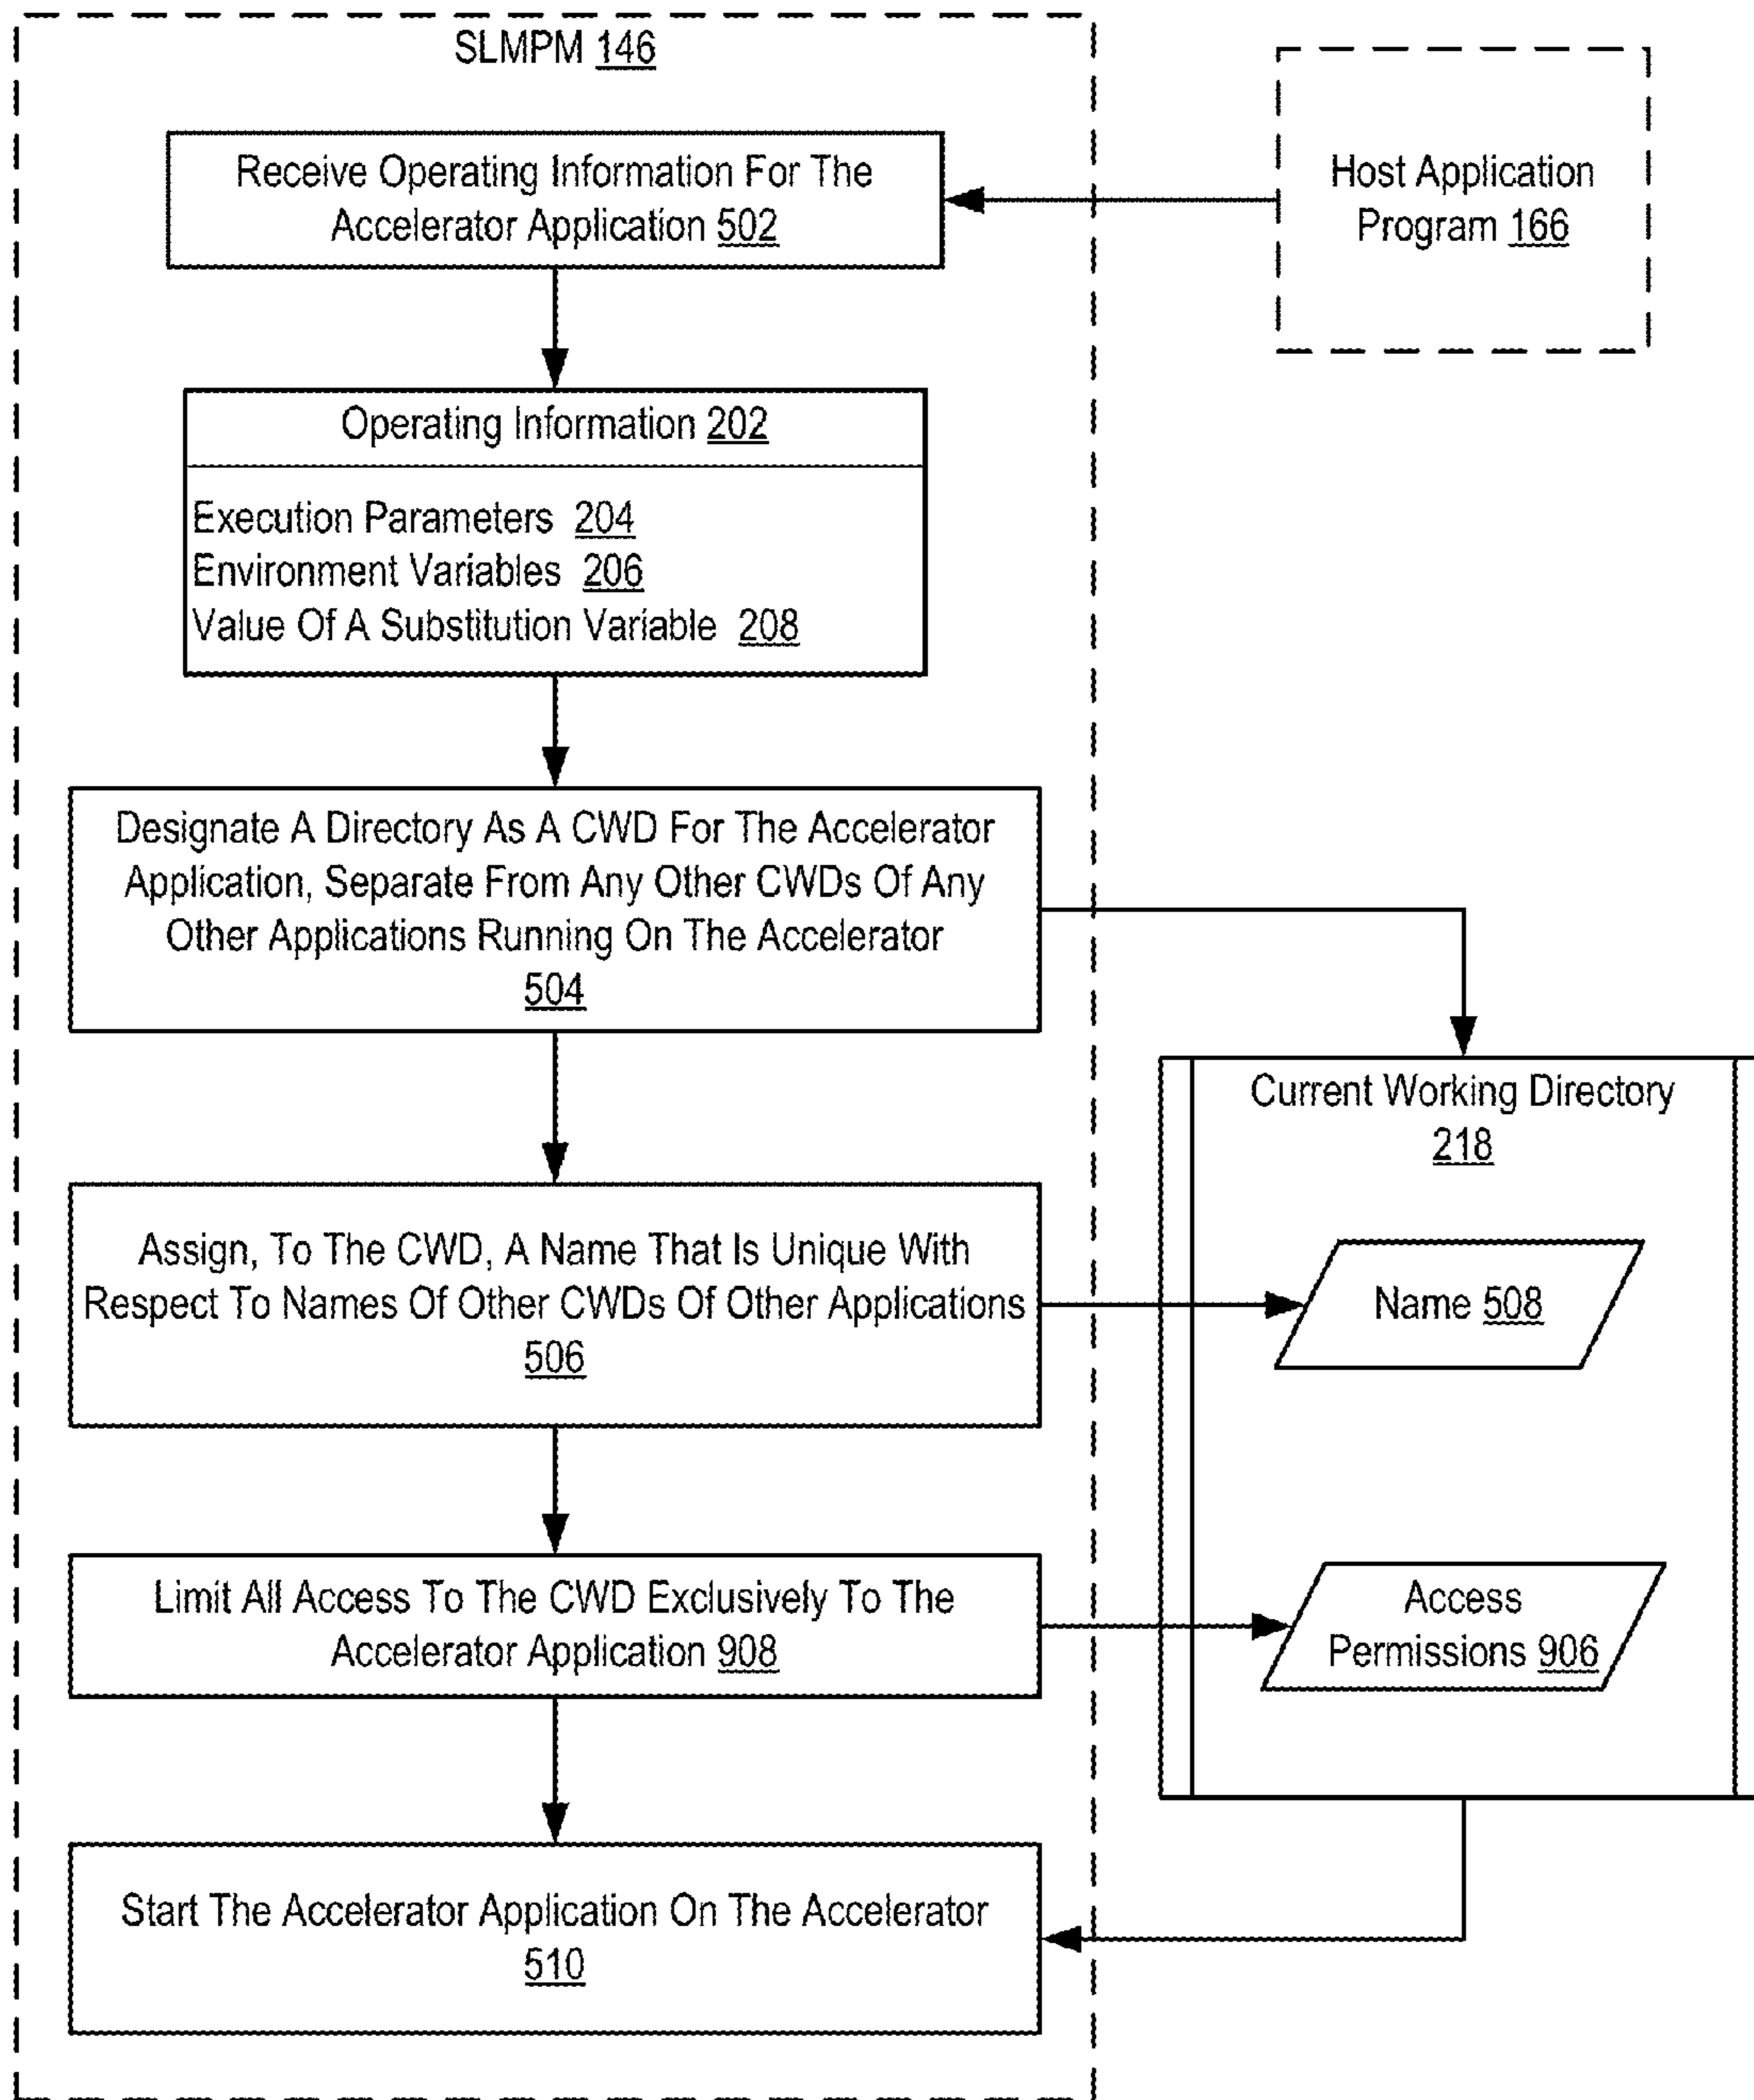 SLMPM 146
Receive Operating Information For The
Accelerator Application 502
Host Application
Program 166
Operating Information 202
Execution Parameters 204
Environment Variables 206
Value Of A Substitution Variable 208
Designate A Directory As A CWD For The Accelerator
Application, Separate From Any Other CWDs Of Any
Other Applications Running On The Accelerator
504
Current Working Directory
218
Assign, To The CWD, A Name That Is Unique With
Respect To Names Of Other CWDs Of Other Applications
506
Name 508
Limit All Access To The CWD Exclusively To The
Accelerator Application 908
Access
Permissions 906
Start The Accelerator Application On The Accelerator
510